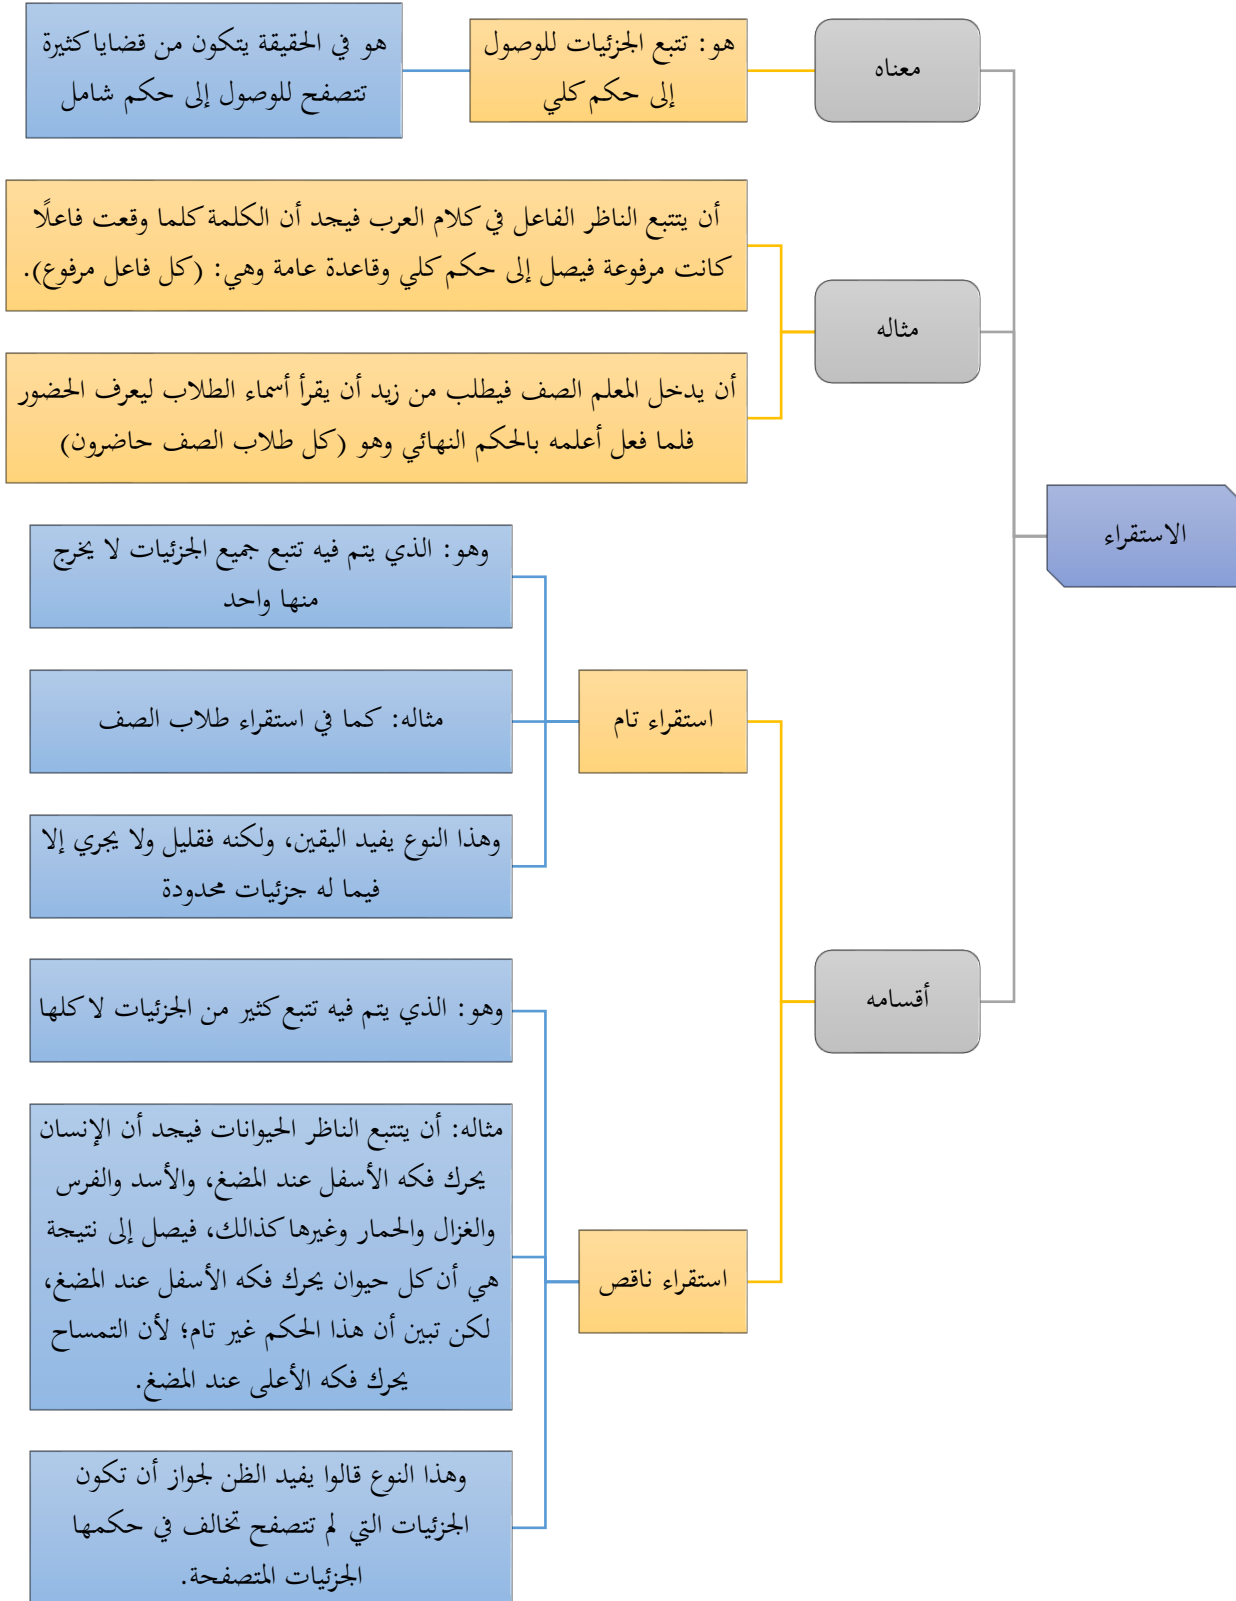 الاستقراء
معناه
هو: تتبع الجزئيات للوصول
إلى حكم كلي
هو في الحقيقة يتكون من قضايا كثيرة
تتصفح للوصول إلى حكم شامل
مثاله
أن يتتبع الناظر الفاعل في كلام العرب فيجد أن الكلمة كلما وقعت فاعلًا
كانت مرفوعة فيصل إلى حكم كلي وقاعدة عامة وهي: (كل فاعل مرفوع).
أن يدخل المعلم الصف فيطلب من زيد أن يقرأ أسماء الطلاب ليعرف الحضور
فلما فعل أعلمه بالحكم النهائي وهو (كل طلاب الصف حاضرون)
أقسامه
استقراء تام
وهو: الذي يتم فيه تتبع جميع الجزئيات لا يخرج
منها واحد
مثاله: كما في استقراء طلاب الصف
وهذا النوع يفيد اليقين، ولكنه فقليل ولا يجري إلا
فيما له جزئيات محدودة
استقراء ناقص
وهو: الذي يتم فيه تتبع كثير من الجزئيات لا كلها
مثاله: أن يتتبع الناظر الحيوانات فيجد أن الإنسان
يحرك فكه الأسفل عند المضغ، والأسد والفرس
والغزال والحمار وغيرها كذالك، فيصل إلى نتيجة
هي أن كل حيوان يحرك فكه الأسفل عند المضغ،
لكن تبين أن هذا الحكم غير تام؛ لأن التمساح
يحرك فكه الأعلى عند المضغ.
وهذا النوع قالوا يفيد الظن لجواز أن تكون
الجزئيات التي لم تتصفح تخالف في حكمها
الجزئيات المتصفحة.